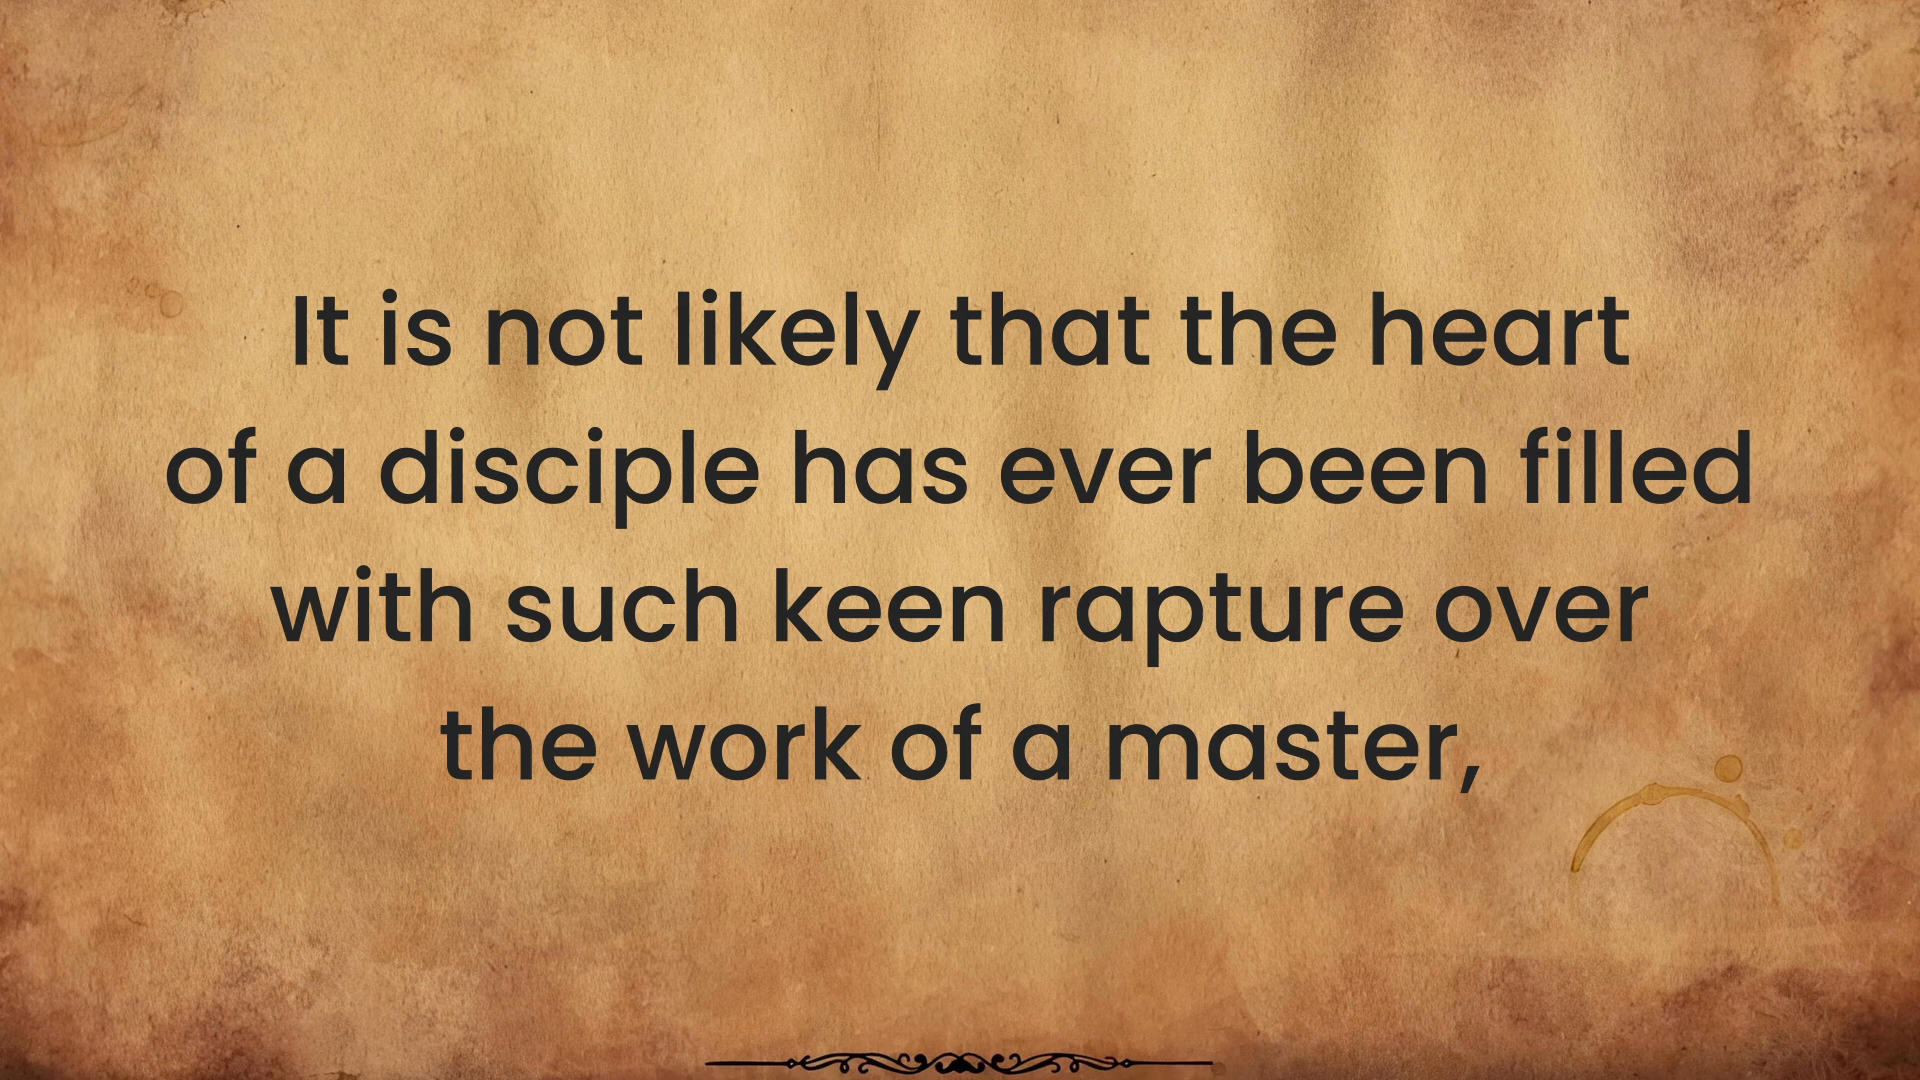 It is not likely that the heart
of a disciple has ever been filled
with such keen rapture over
the work of a master,